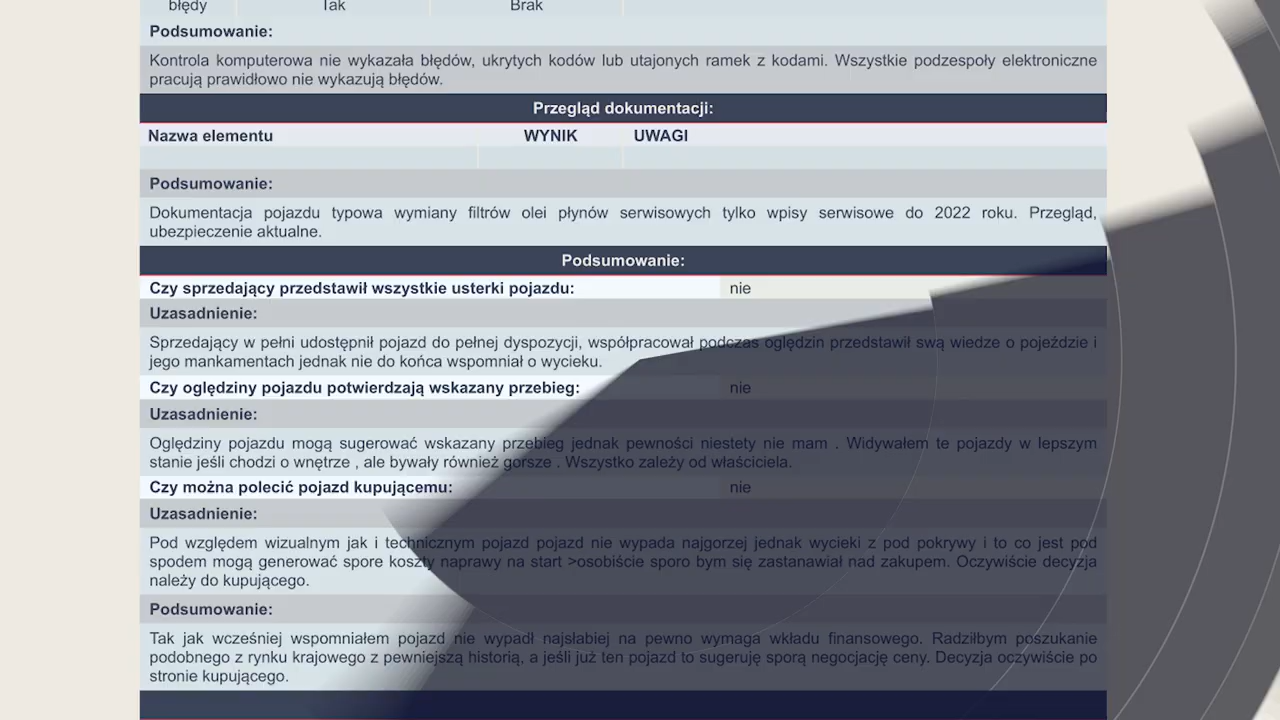 błędy Tak Brak
Podsumowanie:
Kontrola komputerowa nie wykazała błędów, ukrytych kodów lub utajonych ramek z kodami. Wszystkie podzespoły elektroniczne
pracują prawidłowo nie wykazują błędów.
Przegląd dokumentacji:
Nazwa elementu WYNIK UWAGI
Podsumowanie:
Dokumentacja pojazdu typowa wymiany filtrów olei płynów serwisowych tylko wpisy serwisowe do 2022 roku. Przegląd,
ubezpieczenie aktualne.
Podsumowanie:
Czy sprzedający przedstawił wszystkie usterki pojazdu: nie
Uzasadnienie:
Sprzedający w pełni udostępnił pojazd do pełnej dyspozycji, współpracował podczas oględzin przedstawił swą wiedze o pojeździe i
jego mankamentach jednak nie do końca wspomniał o wycieku.
Czy oględziny pojazdu potwierdzają wskazany przebieg: nie
Uzasadnienie:
Oględziny pojazdu mogą sugerować wskazany przebieg jednak pewności niestety nie mam . Widywałem te pojazdy w lepszym
stanie jeśli chodzi o wnętrze , ale bywały również gorsze . Wszystko zależy od właściciela.
Czy można polecić pojazd kupującemu: nie
Uzasadnienie:
Pod względem wizualnym jak i technicznym pojazd pojazd nie wypada najgorzej jednak wycieki z pod pokrywy i to co jest pod
spodem mogą generować spore koszty naprawy na start >osobiście sporo bym się zastanawiał nad zakupem. Oczywiście decyzja
należy do kupującego.
Podsumowanie:
Tak jak wcześniej wspomniałem pojazd nie wypadł najsłabiej na pewno wymaga wkładu finansowego. Radziłbym poszukanie
podobnego z rynku krajowego z pewniejszą historią, a jeśli już ten pojazd to sugeruję sporą negocjację ceny. Decyzja oczywiście po
stronie kupującego.